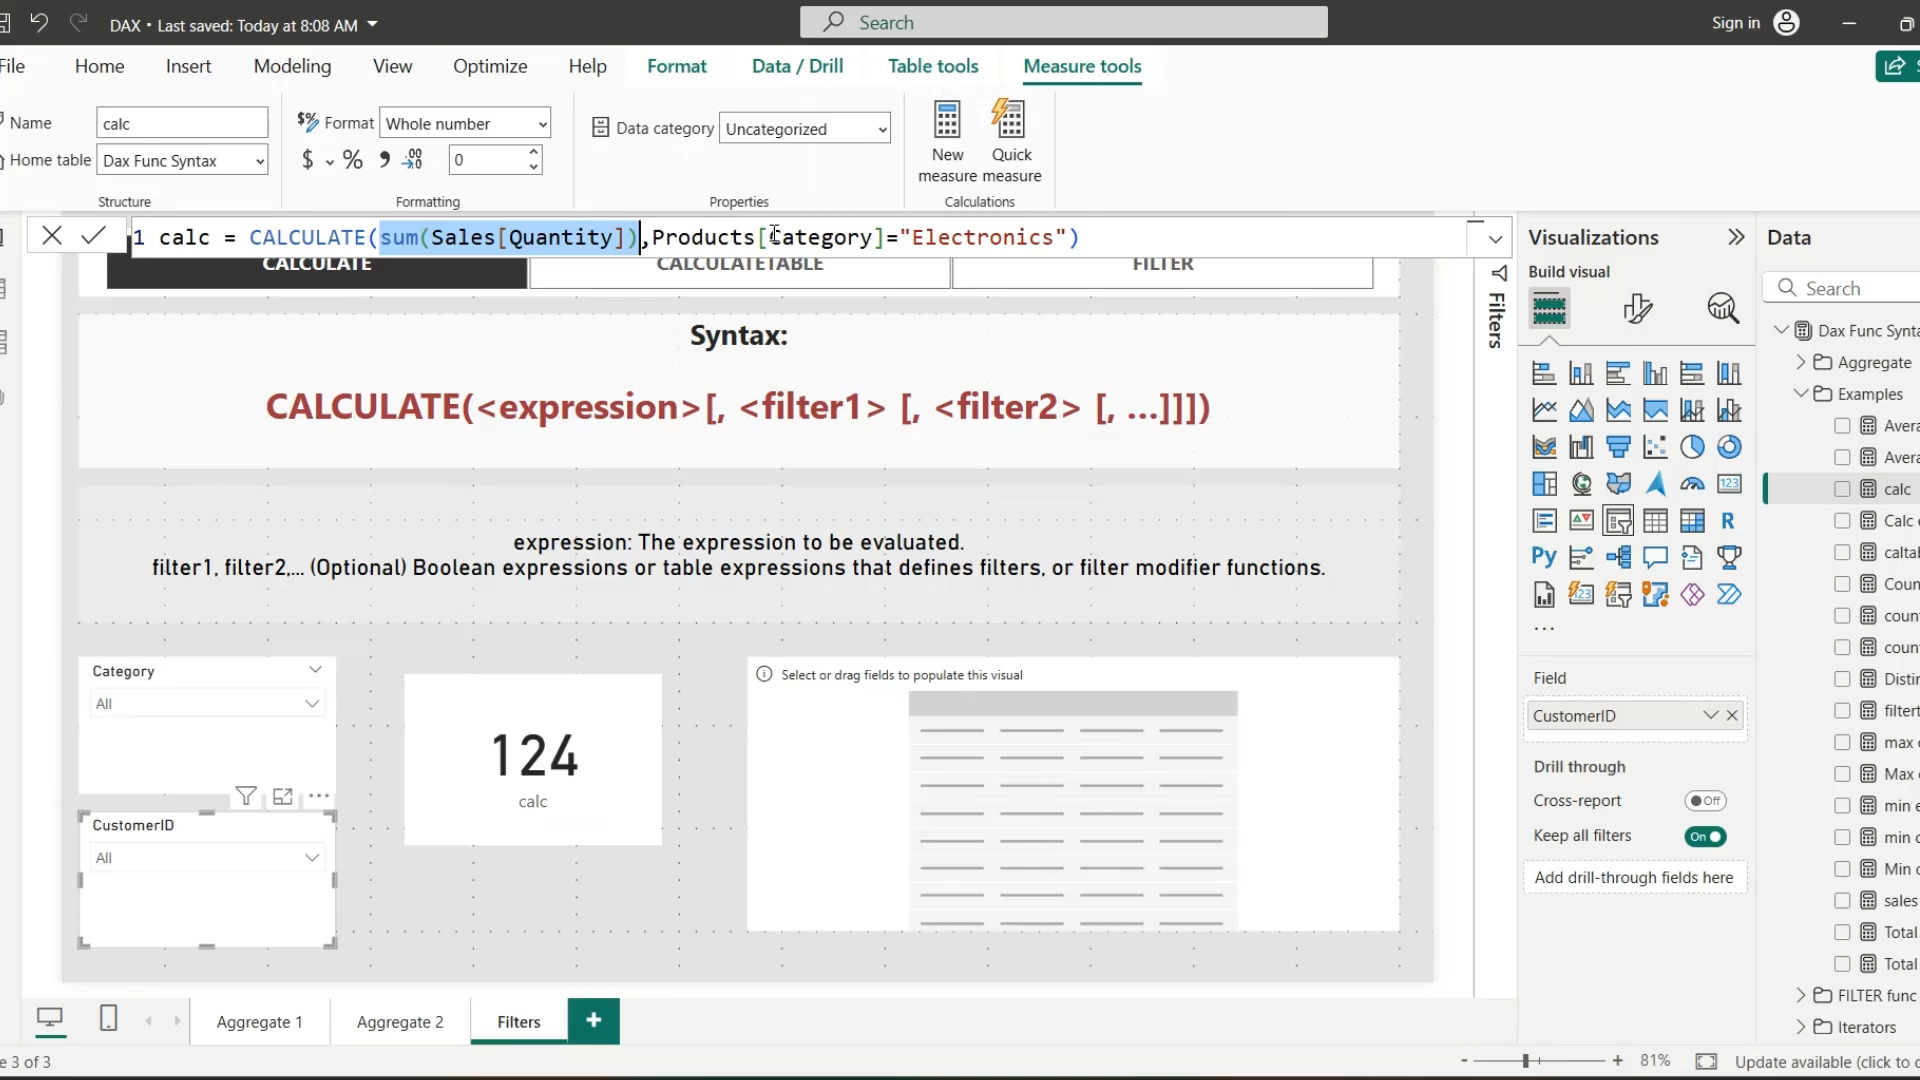 DAX • Last saved: Today at 8:08 AM
Search
Sign in
File
Home
Insert
Modeling
View
Optimize
Help
Format
Data / Drill
Table tools
Measure tools
Name
calc
Home table
Dax Func Syntax
Structure
Format
Whole number
$
%
,
.00
0
Formatting
Data category
Uncategorized
Properties
New measure
Quick measure
Calculations
1 calc = CALCULATE(sum(Sales[Quantity]),Products[Category]="Electronics")
CALCULATE
CALCULATETABLE
FILTER
Syntax:
CALCULATE(<expression>[, <filter1> [, <filter2> [, …]]])
expression: The expression to be evaluated.
filter1, filter2,… (Optional) Boolean expressions or table expressions that defines filters, or filter modifier functions.
Category
All
CustomerID
All
124
calc
Select or drag fields to populate this visual
Filters
Visualizations
Build visual
123
R
Py
123
...
Field
CustomerID
Drill through
Cross-report
Off
Keep all filters
On
Add drill-through fields here
Data
Search
Dax Func Synta
Aggregate
Examples
Avera
Avera
calc
Calc
caltab
Coun
coun
coun
Distin
filtert
max
Max
min e
min
Min
sales
Total
Total
FILTER func
Iterators
Aggregate 1
Aggregate 2
Filters
+
e 3 of 3
-
+
81%
Update available (click to